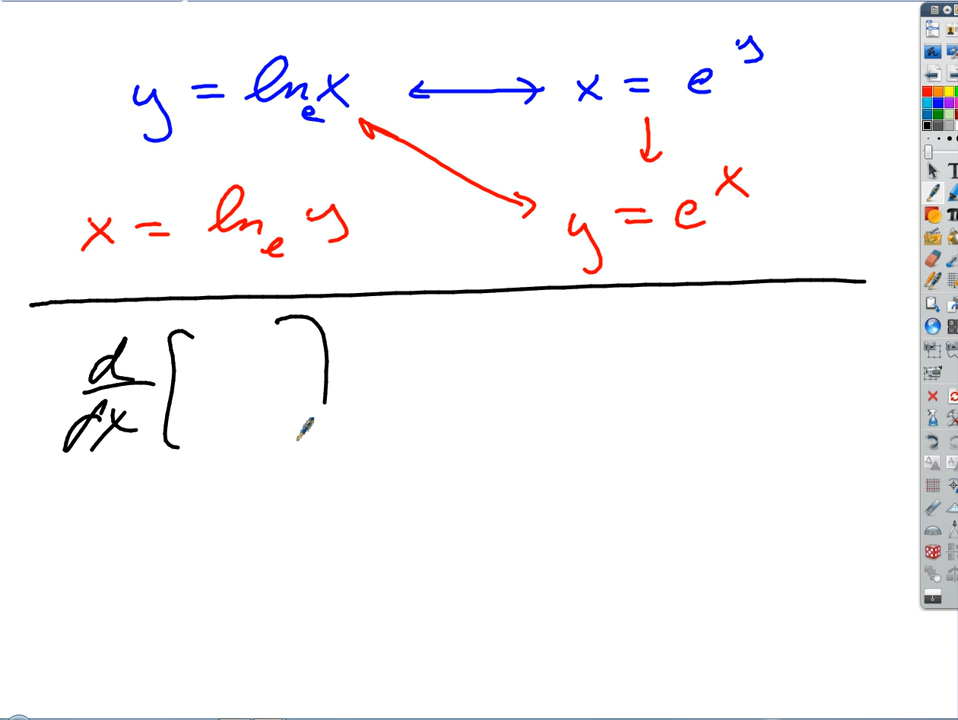 y = ln_e x ⟷ x = e^y
x = ln_e y y = e^x
d/dx [ ]